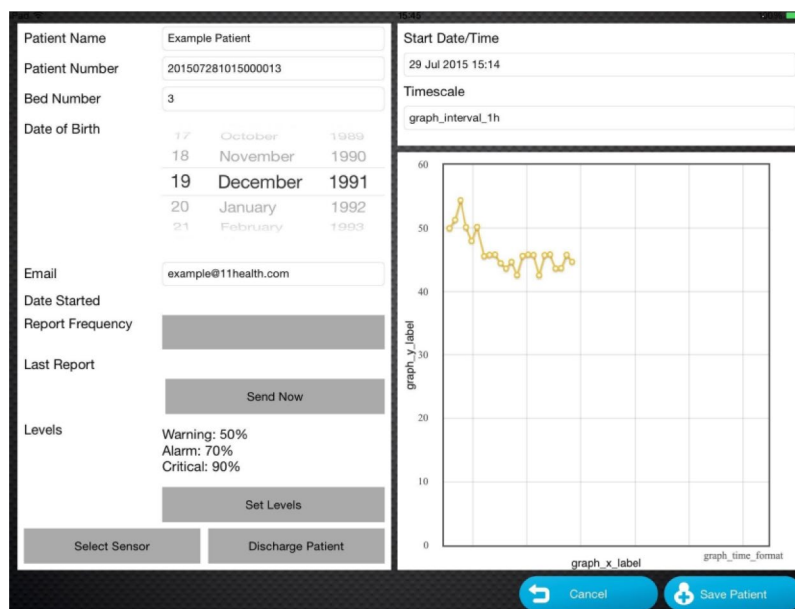 15:45
Patient Name
Example Patient
Patient Number
201507281015000013
Bed Number
3
Date of Birth
17 October 1989
18 November 1990
19 December 1991
20 January 1992
21 February 1993
Email
example@11health.com
Date Started
Report Frequency
Last Report
Send Now
Levels
Warning: 50%
Alarm: 70%
Critical: 90%
Set Levels
Select Sensor
Discharge Patient
Start Date/Time
29 Jul 2015 15:14
Timescale
graph_interval_1h
60
50
40
30
20
10
0
graph_y_label
graph_x_label
graph_time_format
Cancel
Save Patient